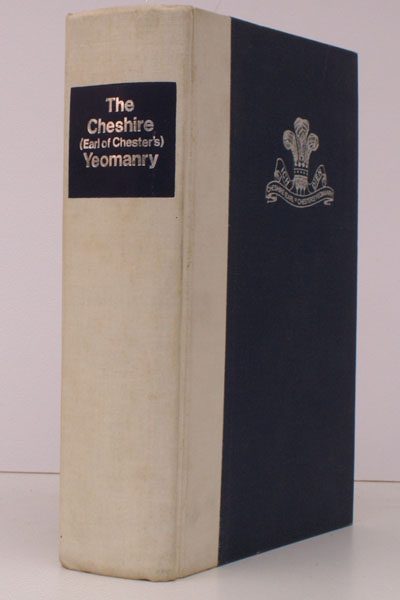 The
Cheshire
(Earl of Chester's)
Yeomanry